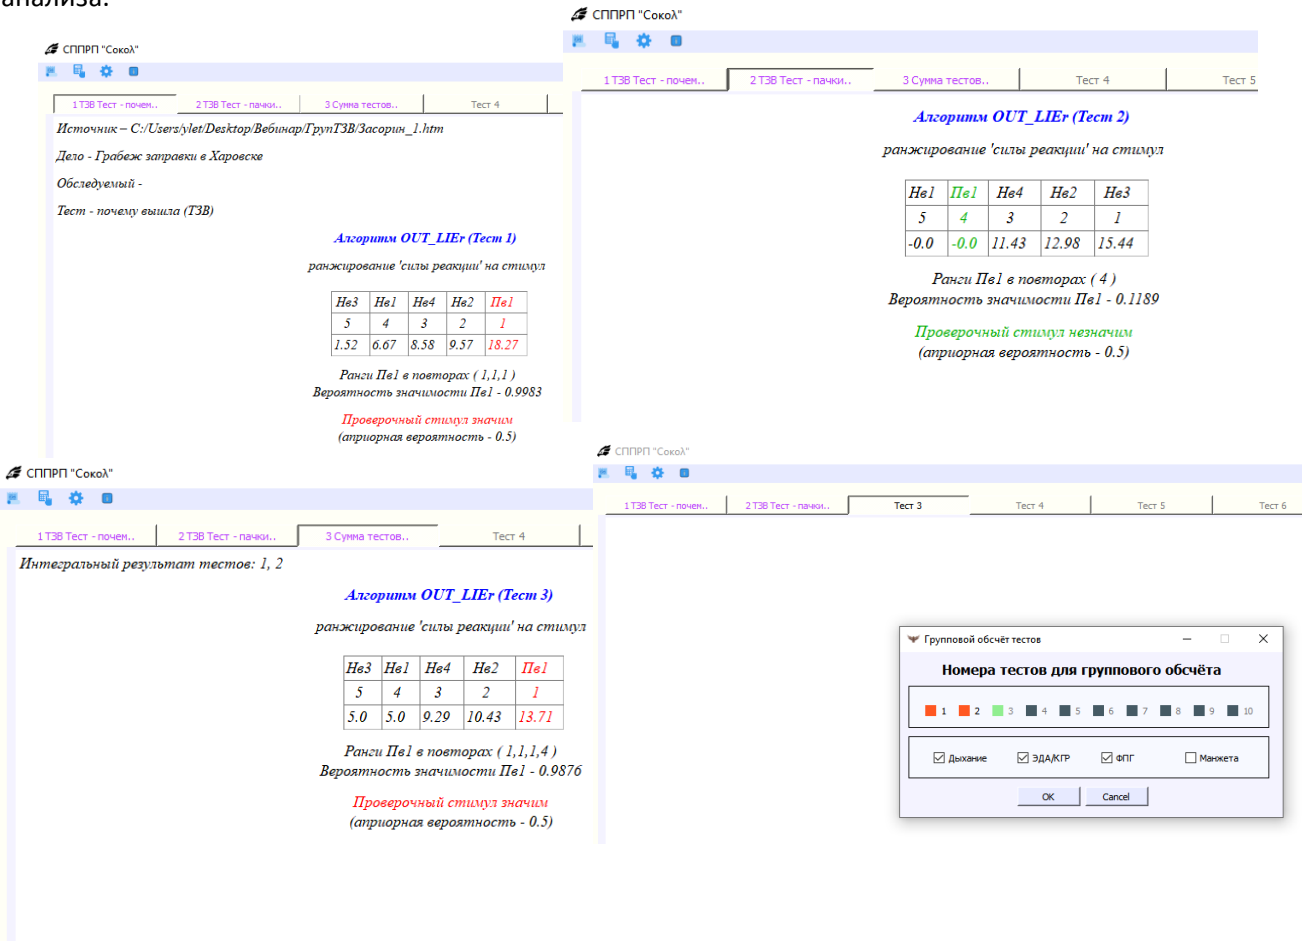 анализа.
СППРП "Соколλ"
1 ТЗВ Тест - почем..
2 ТЗВ Тест - пачки..
3 Сумма тестов..
Тест 4
Источник – C:/Users/ylet/Desktop/Вебинар/ГрупТЗВ/Засорин_1.htm
Дело - Грабеж заправки в Харовске
Обследуемый -
Тест - почему вышла (ТЗВ)
Алгоритм OUT_LIEr (Тест 1)
ранжирование 'силы реакции' на стимул
Нв3 Нв1 Нв4 Нв2 Пв1
5 4 3 2 1
1.52 6.67 8.58 9.57 18.27
Ранги Пв1 в повторах ( 1,1,1 )
Вероятность значимости Пв1 - 0.9983
Проверочный стимул значим
(априорная вероятность - 0.5)
СППРП "Сокоλ"
1 ТЗВ Тест - почем..
2 ТЗВ Тест - пачки..
3 Сумма тестов..
Тест 4
Тест 5
Алгоритм OUT_LIEr (Тест 2)
ранжирование 'силы реакции' на стимул
Нв1 Пв1 Нв4 Нв2 Нв3
5 4 3 2 1
-0.0 -0.0 11.43 12.98 15.44
Ранги Пв1 в повторах ( 4 )
Вероятность значимости Пв1 - 0.1189
Проверочный стимул незначим
(априорная вероятность - 0.5)
СППРП "Сокоλ"
1 ТЗВ Тест - почем..
2 ТЗВ Тест - пачки..
3 Сумма тестов..
Тест 4
Интегральный результат тестов: 1, 2
Алгоритм OUT_LIEr (Тест 3)
ранжирование 'силы реакции' на стимул
Нв3 Нв1 Нв4 Нв2 Пв1
5 4 3 2 1
5.0 5.0 9.29 10.43 13.71
Ранги Пв1 в повторах ( 1,1,1,4 )
Вероятность значимости Пв1 - 0.9876
Проверочный стимул значим
(априорная вероятность - 0.5)
СППРП "Сокоλ"
1 ТЗВ Тест - почем..
2 ТЗВ Тест - пачки..
Тест 3
Тест 4
Тест 5
Тест 6
Групповой обсчёт тестов
Номера тестов для группового обсчёта
1 2 3 4 5 6 7 8 9 10
Дыхание ЭДА/КГР ФПГ Манжета
OK Cancel